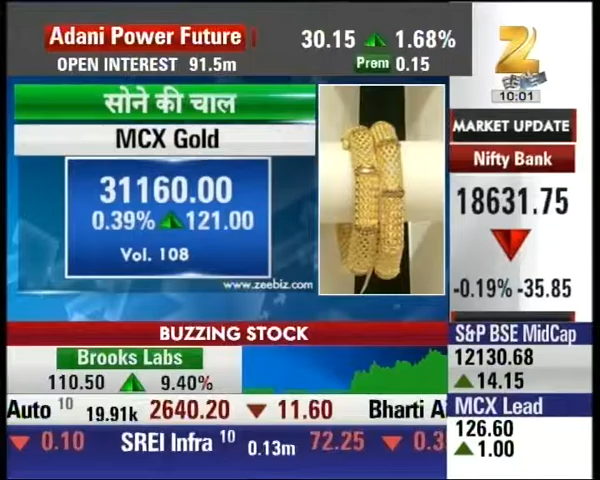 Adani Power Future
30.15 1.68%
OPEN INTEREST 91.5m
Prem 0.15
10:01
सोने की चाल
MCX Gold
31160.00
0.39% 121.00
Vol. 108
www.zeebiz.com
MARKET UPDATE
Nifty Bank
18631.75
-0.19% -35.85
BUZZING STOCK
Brooks Labs
110.50 9.40%
S&P BSE MidCap
12130.68
14.15
Auto 10 19.91k 2640.20 11.60 Bharti A
MCX Lead
126.60
1.00
0.10 SREI Infra 10 0.13m 72.25 0.3